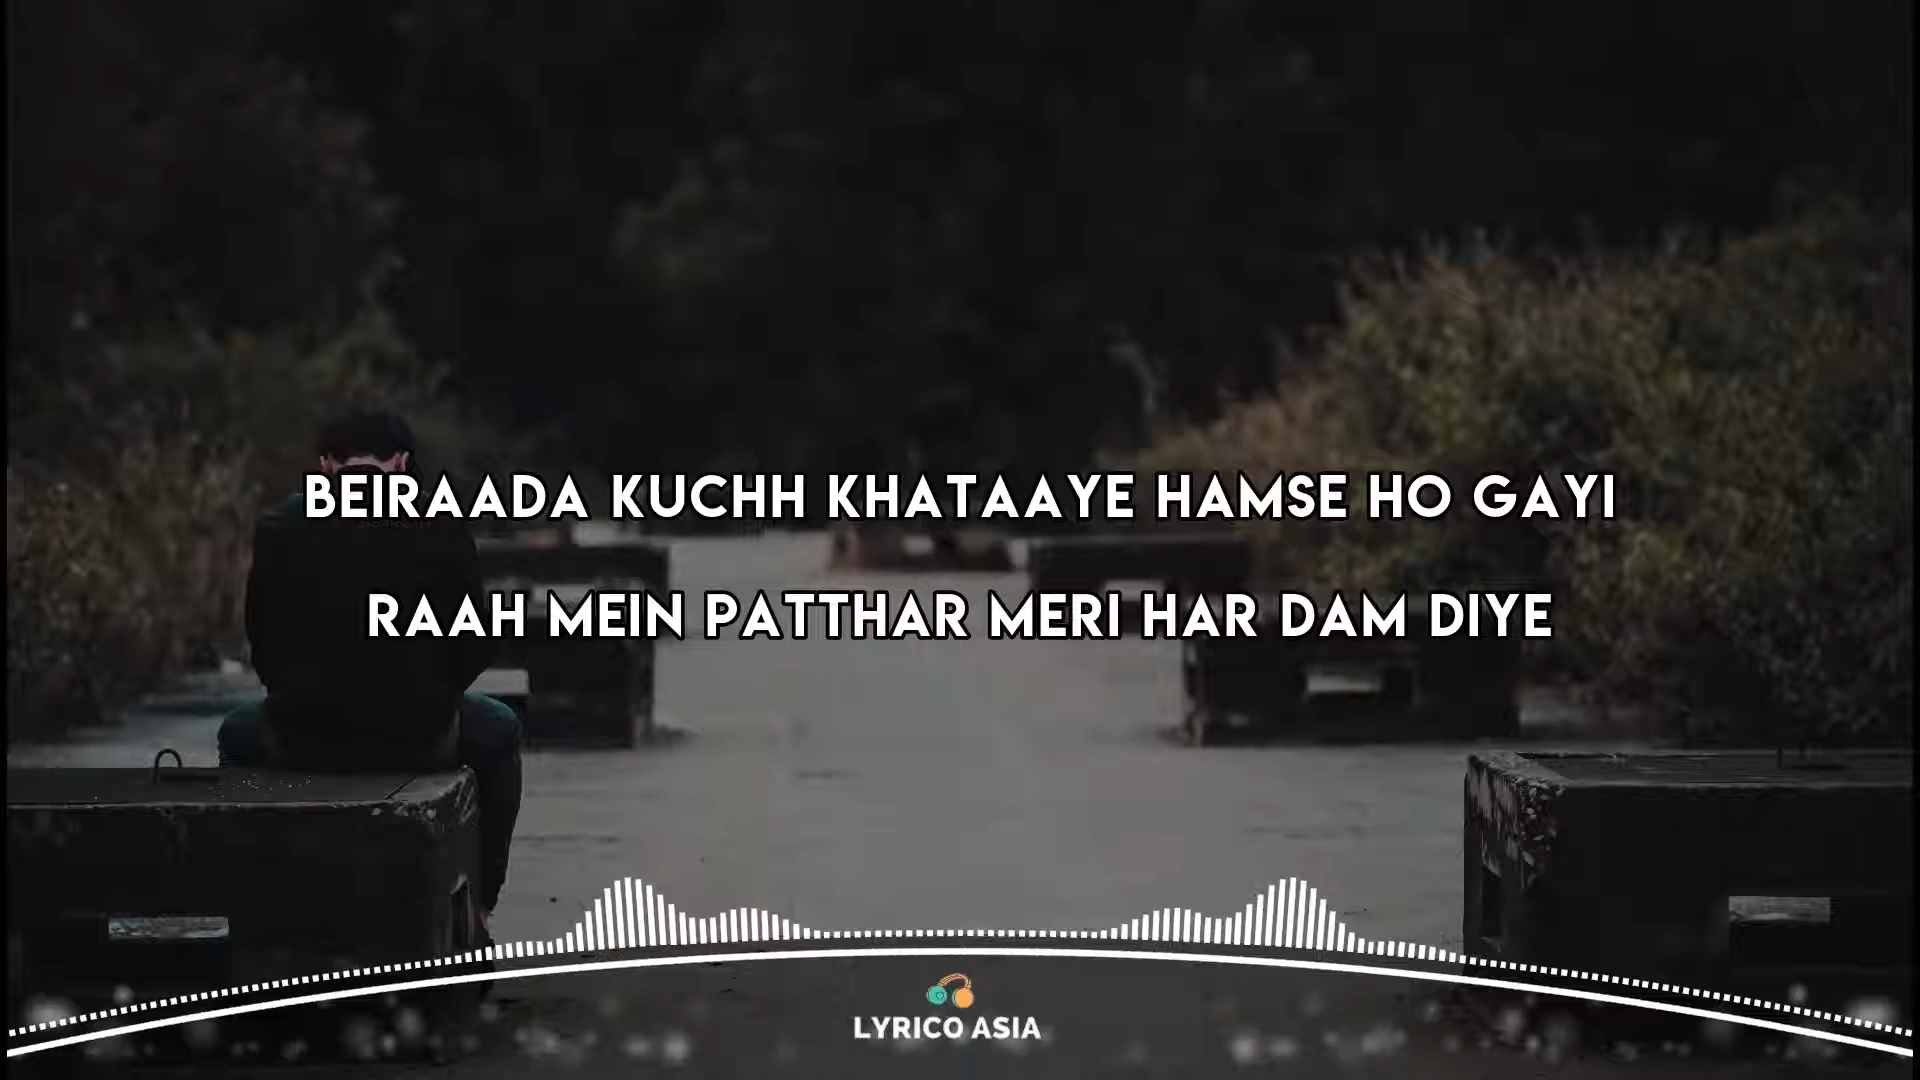 BEIRAADA KUCHH KHATAAYE HAMSE HO GAYI
RAAH MEIN PATTHAR MERI HAR DAM DIYE
LYRICO ASIA